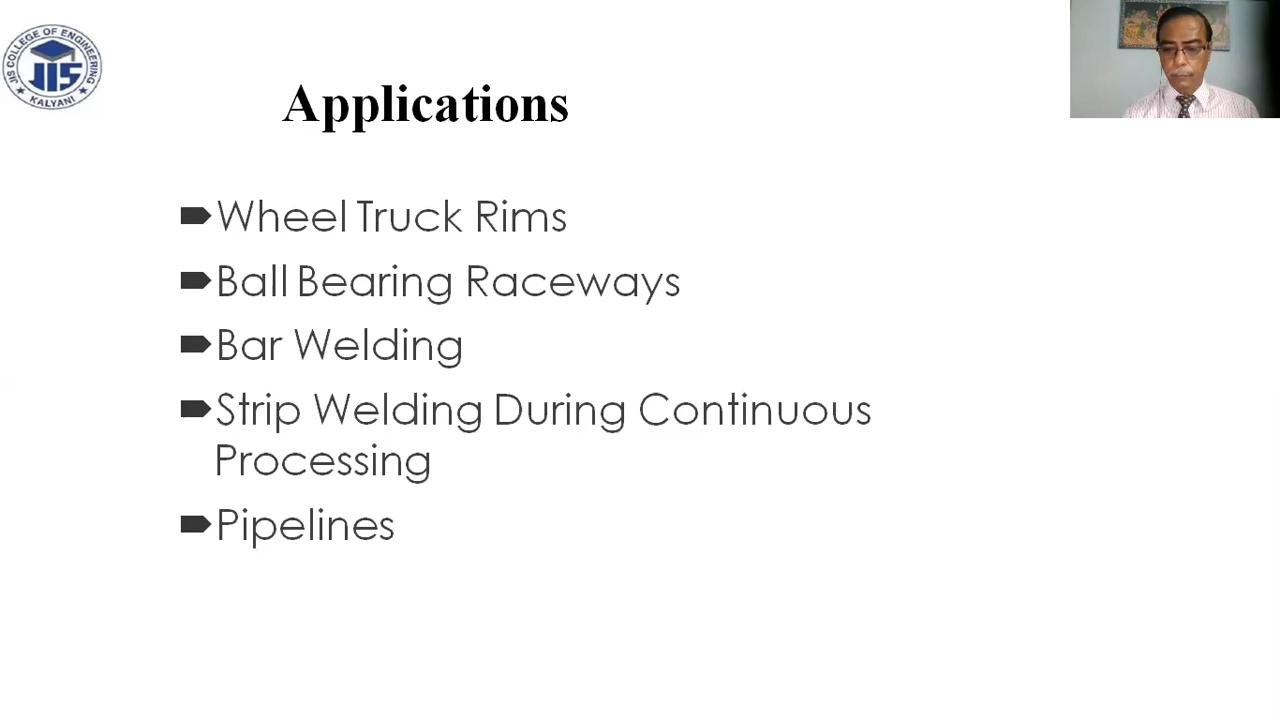 JIS COLLEGE OF ENGINEERING
JIS
KALYANI
Applications
Wheel Truck Rims
Ball Bearing Raceways
Bar Welding
Strip Welding During Continuous
Processing
Pipelines